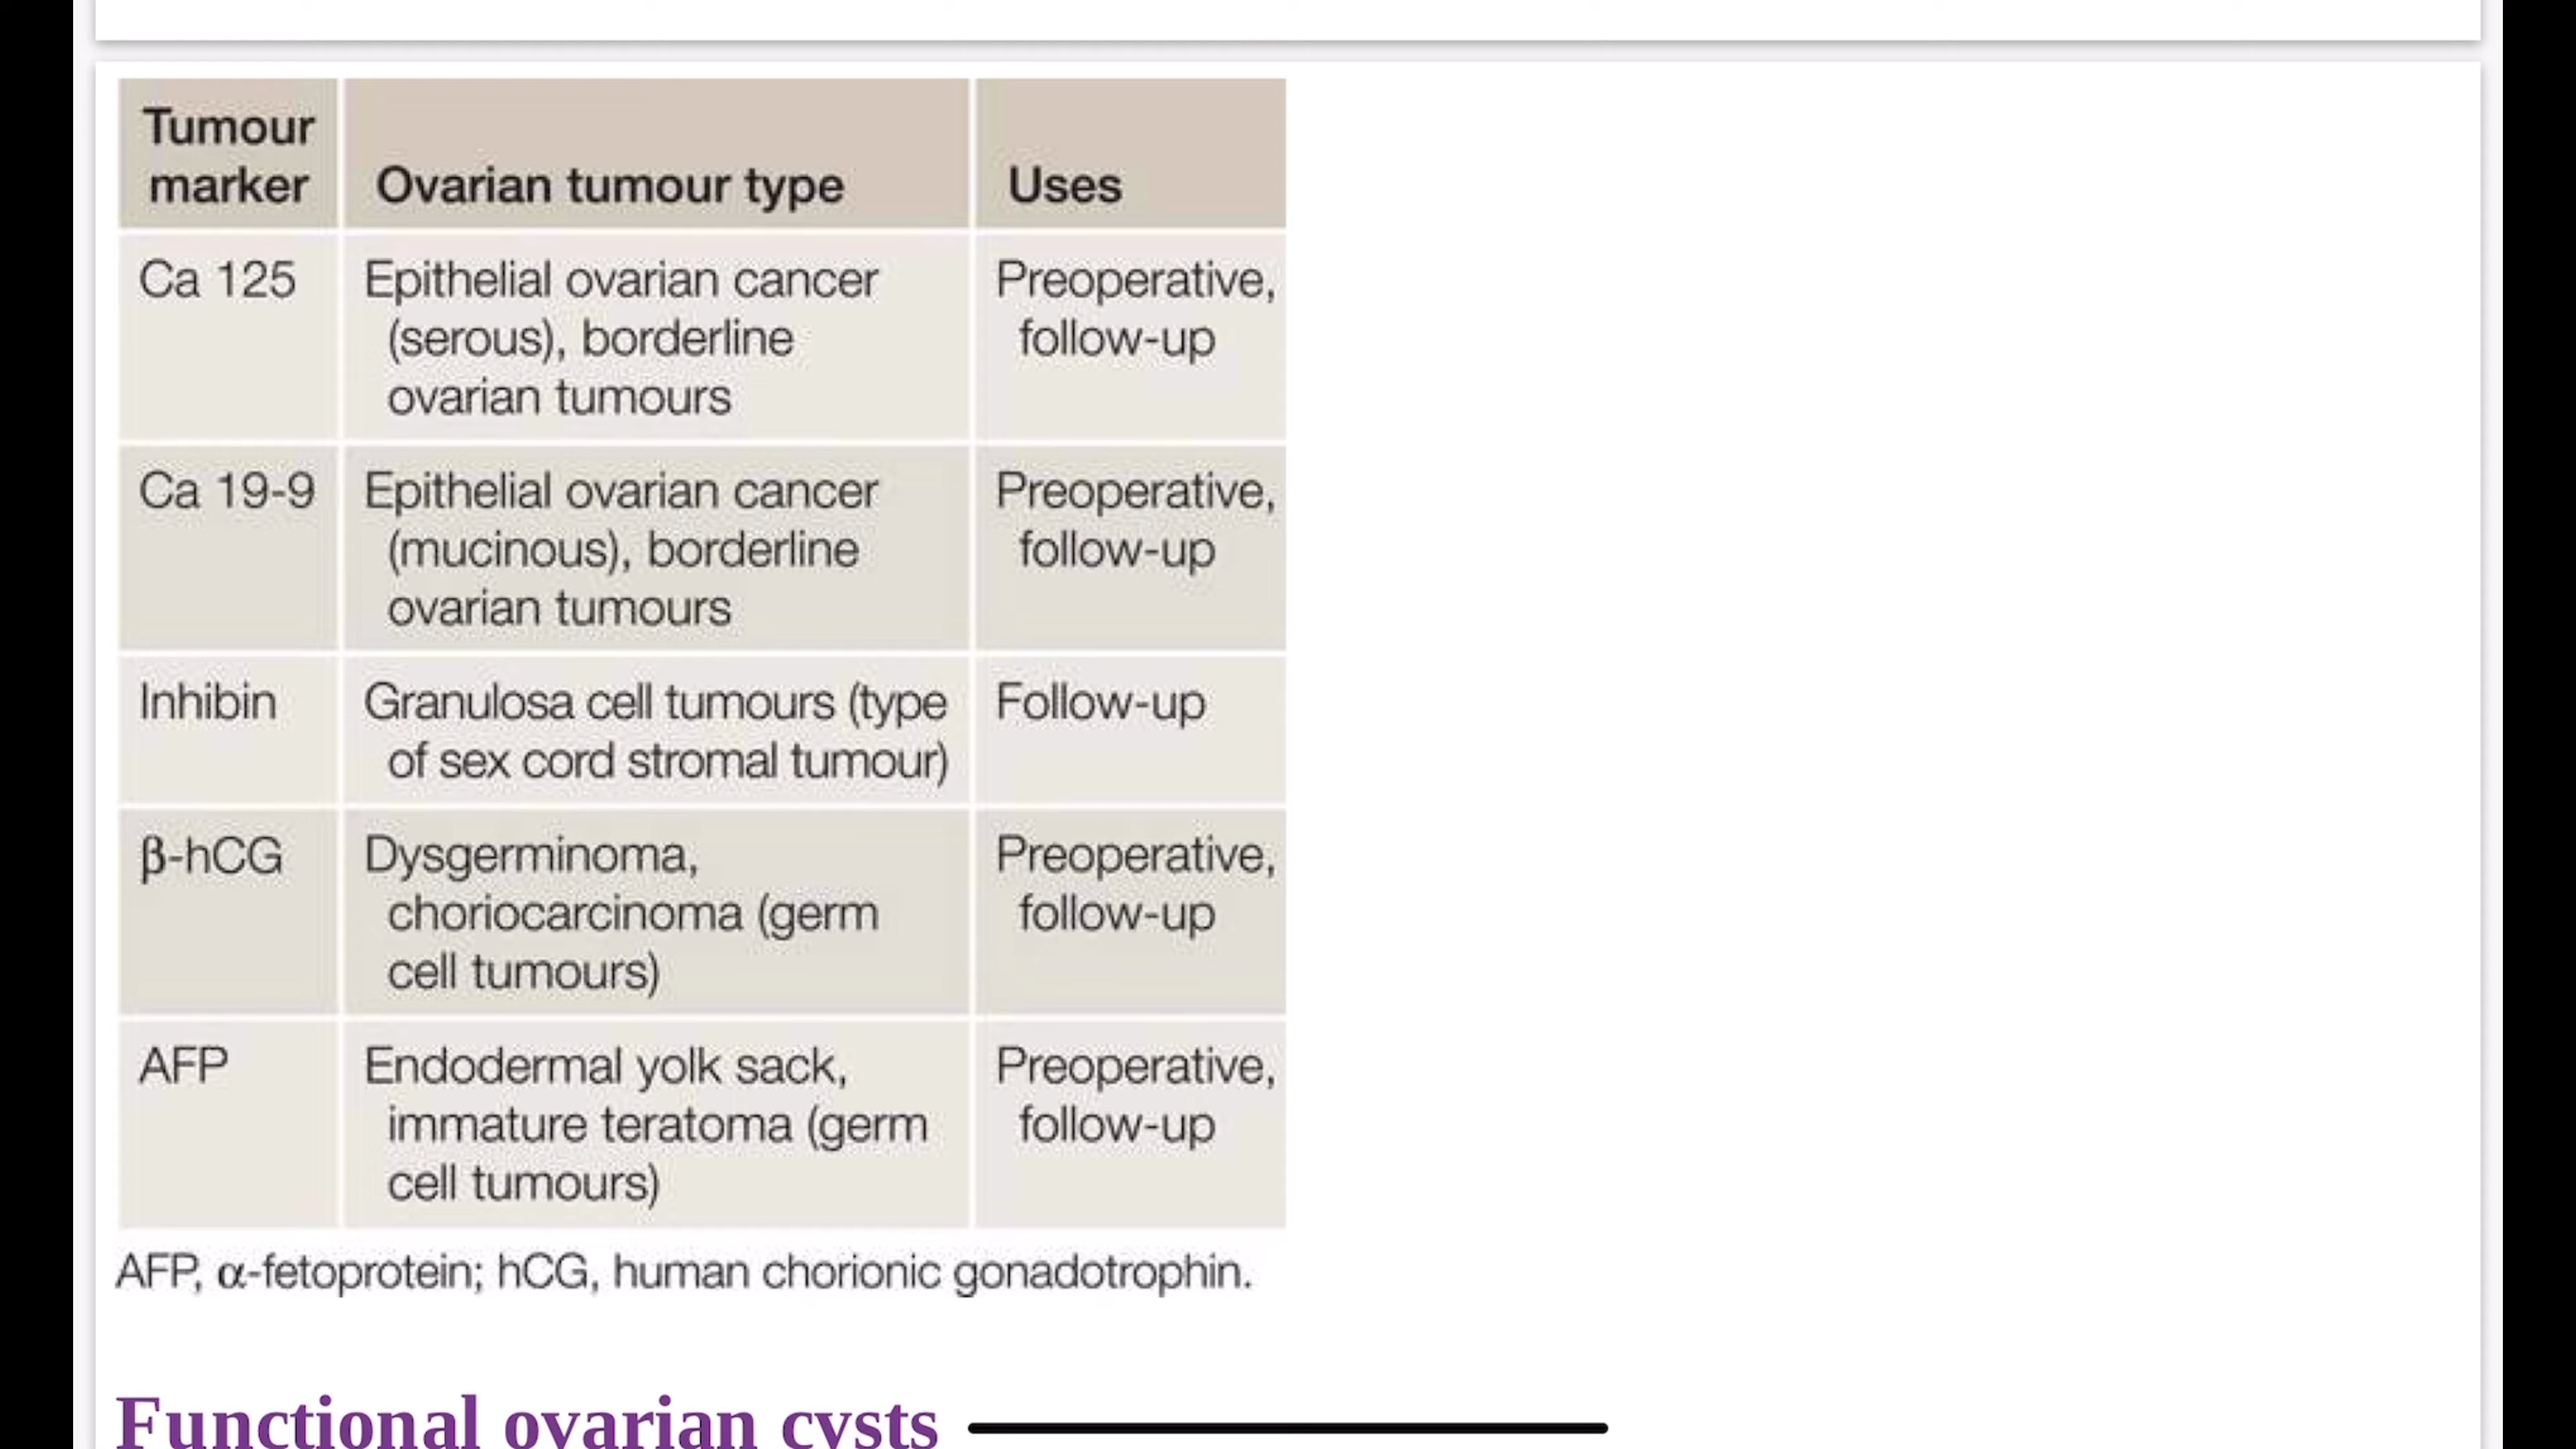 Tumour
marker
Ovarian tumour type
Uses
Ca 125
Epithelial ovarian cancer
(serous), borderline
ovarian tumours
Preoperative,
follow-up
Ca 19-9
Epithelial ovarian cancer
(mucinous), borderline
ovarian tumours
Preoperative,
follow-up
Inhibin
Granulosa cell tumours (type
of sex cord stromal tumour)
Follow-up
β-hCG
Dysgerminoma,
choriocarcinoma (germ
cell tumours)
Preoperative,
follow-up
AFP
Endodermal yolk sack,
immature teratoma (germ
cell tumours)
Preoperative,
follow-up
AFP, α-fetoprotein; hCG, human chorionic gonadotrophin.
Functional ovarian cysts